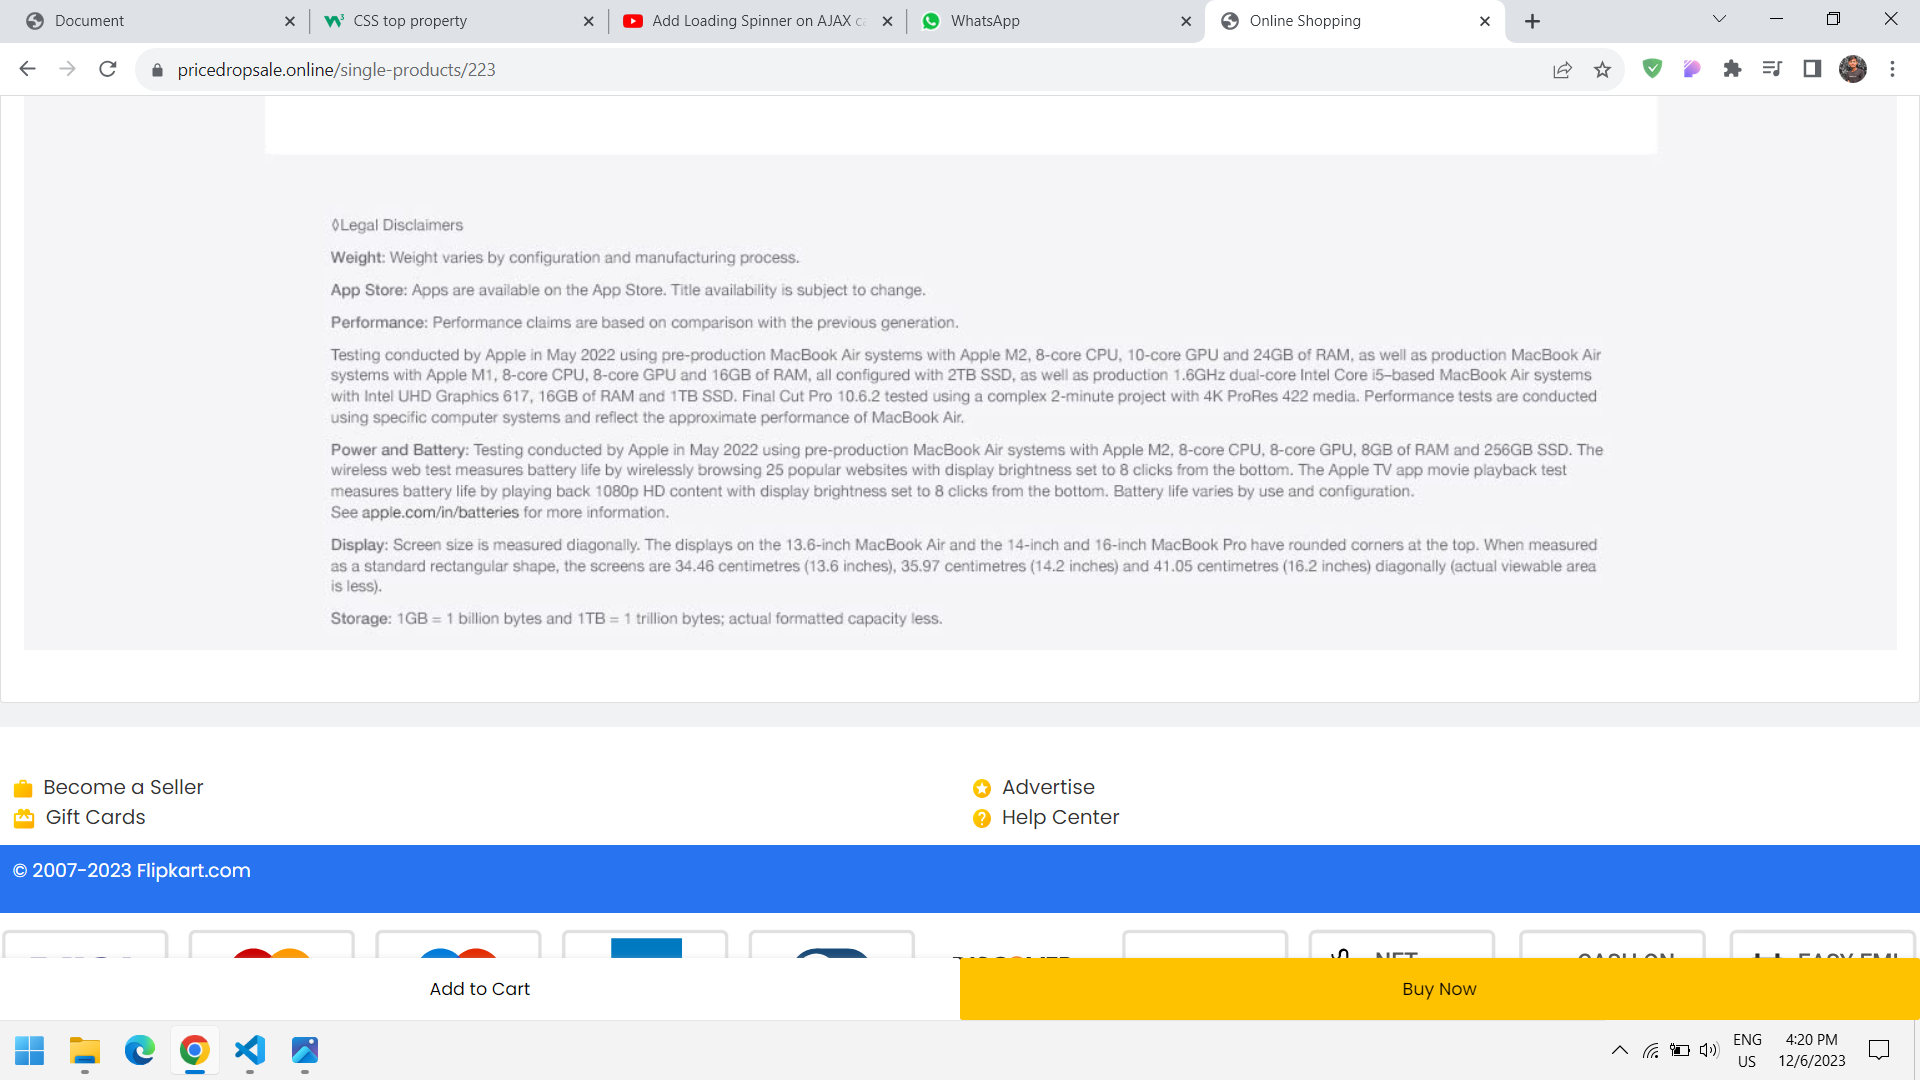 Document
CSS top property
Add Loading Spinner on AJAX ca
WhatsApp
Online Shopping
pricedropsale.online/single-products/223
◊Legal Disclaimers
Weight: Weight varies by configuration and manufacturing process.
App Store: Apps are available on the App Store. Title availability is subject to change.
Performance: Performance claims are based on comparison with the previous generation.
Testing conducted by Apple in May 2022 using pre-production MacBook Air systems with Apple M2, 8-core CPU, 10-core GPU and 24GB of RAM, as well as production MacBook Air
systems with Apple M1, 8-core CPU, 8-core GPU and 16GB of RAM, all configured with 2TB SSD, as well as production 1.6GHz dual-core Intel Core i5–based MacBook Air systems
with Intel UHD Graphics 617, 16GB of RAM and 1TB SSD. Final Cut Pro 10.6.2 tested using a complex 2-minute project with 4K ProRes 422 media. Performance tests are conducted
using specific computer systems and reflect the approximate performance of MacBook Air.
Power and Battery: Testing conducted by Apple in May 2022 using pre-production MacBook Air systems with Apple M2, 8-core CPU, 8-core GPU, 8GB of RAM and 256GB SSD. The
wireless web test measures battery life by wirelessly browsing 25 popular websites with display brightness set to 8 clicks from the bottom. The Apple TV app movie playback test
measures battery life by playing back 1080p HD content with display brightness set to 8 clicks from the bottom. Battery life varies by use and configuration.
See apple.com/in/batteries for more information.
Display: Screen size is measured diagonally. The displays on the 13.6-inch MacBook Air and the 14-inch and 16-inch MacBook Pro have rounded corners at the top. When measured
as a standard rectangular shape, the screens are 34.46 centimetres (13.6 inches), 35.97 centimetres (14.2 inches) and 41.05 centimetres (16.2 inches) diagonally (actual viewable area
is less).
Storage: 1GB = 1 billion bytes and 1TB = 1 trillion bytes; actual formatted capacity less.
Become a Seller
Advertise
Gift Cards
Help Center
© 2007-2023 Flipkart.com
NET
CASH ON
EASY EMI
Add to Cart
Buy Now
ENG
US
4:20 PM
12/6/2023